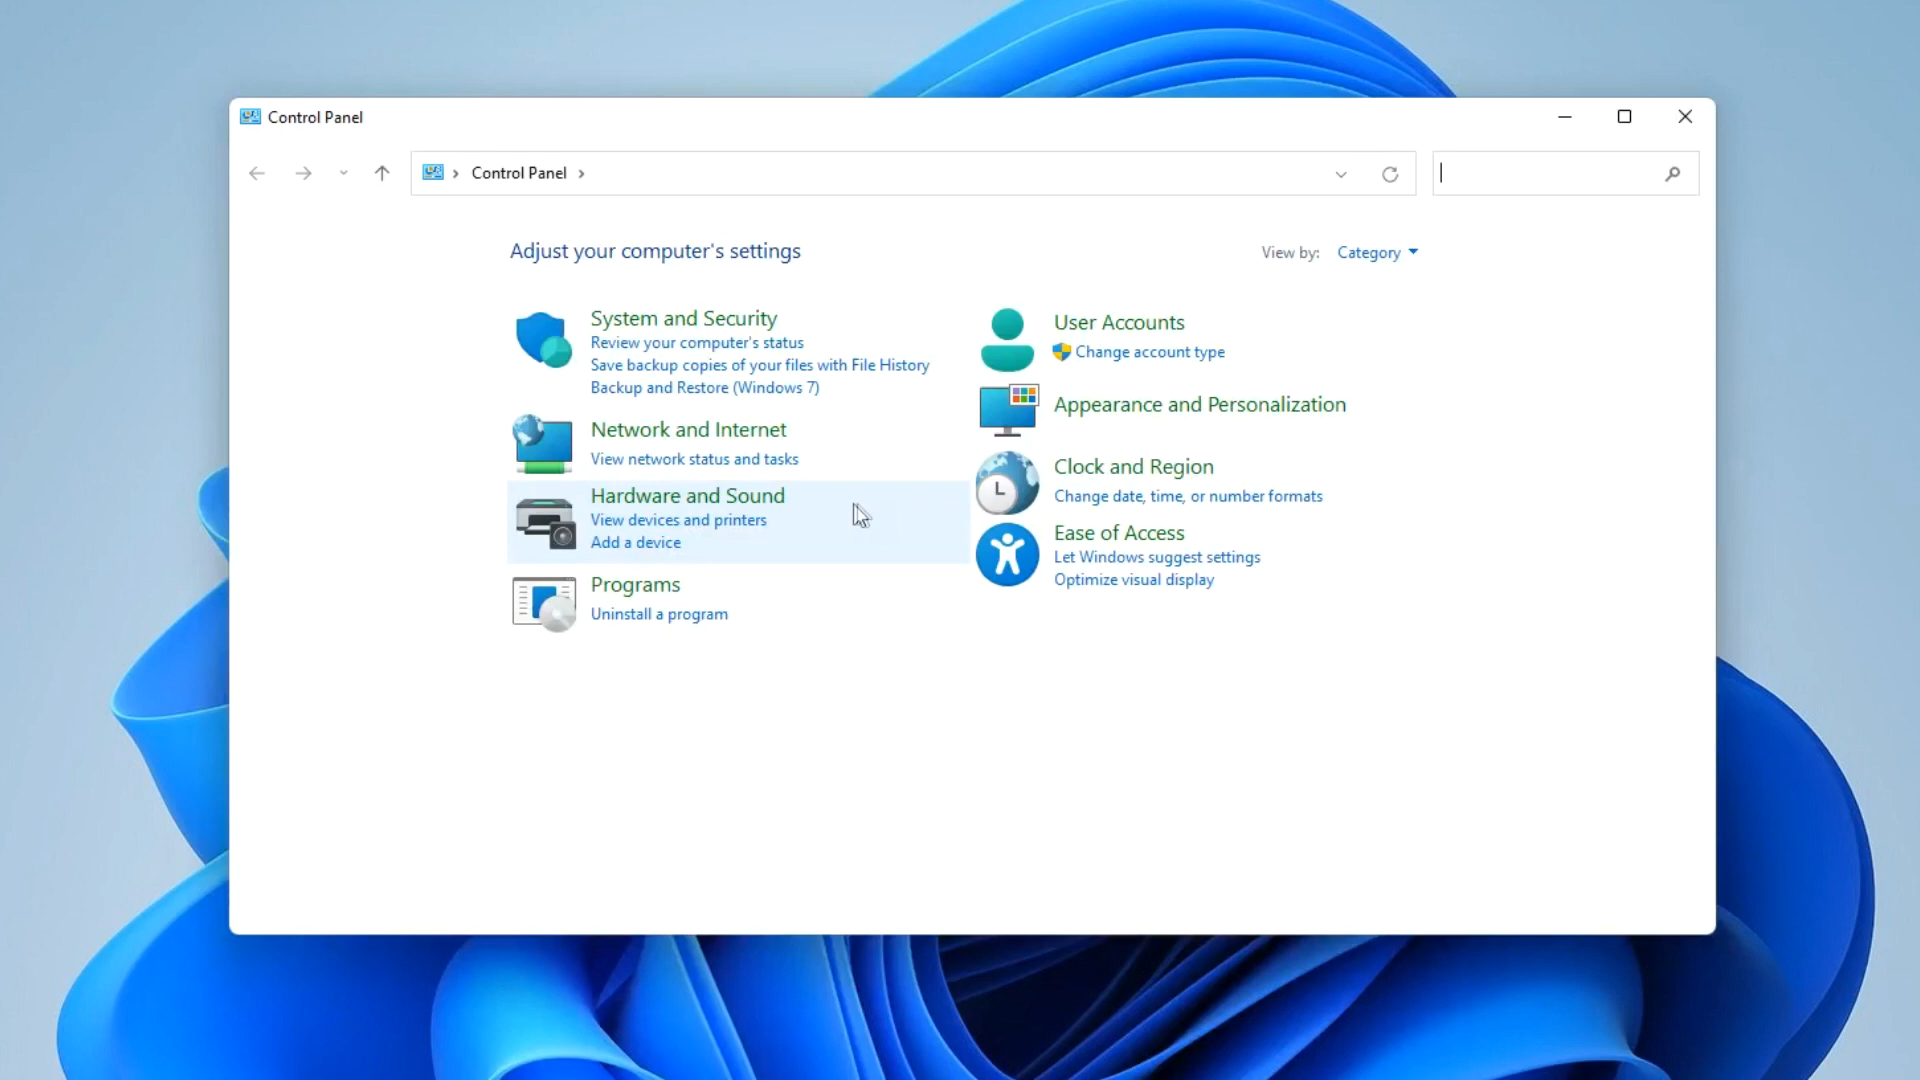 Control Panel
Control Panel
Adjust your computer's settings
View by: Category
System and Security
Review your computer's status
Save backup copies of your files with File History
Backup and Restore (Windows 7)
Network and Internet
View network status and tasks
Hardware and Sound
View devices and printers
Add a device
Programs
Uninstall a program
User Accounts
Change account type
Appearance and Personalization
Clock and Region
Change date, time, or number formats
Ease of Access
Let Windows suggest settings
Optimize visual display